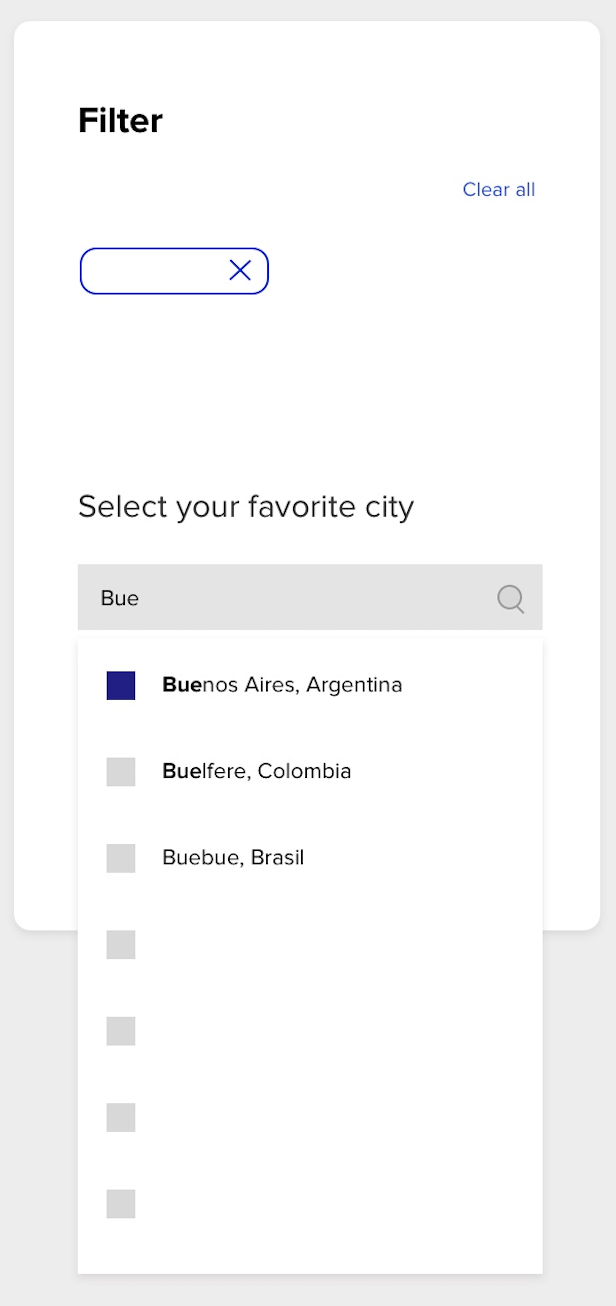 Filter
Clear all
Select your favorite city
Bue
Buenos Aires, Argentina
Buelfere, Colombia
Buebue, Brasil